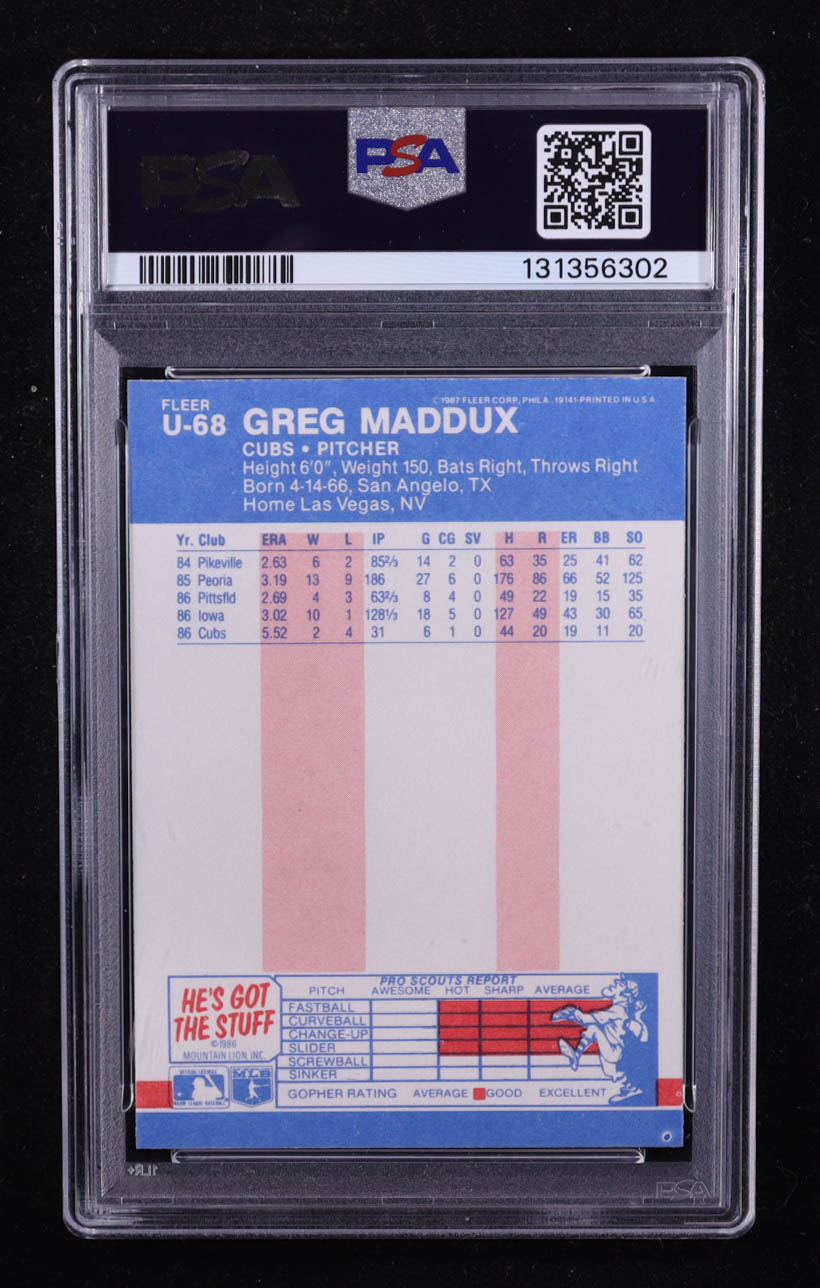 PSA PSA
131356302
©1987 FLEER CORP., PHILA., 19141-PRINTED IN U.S.A.
FLEER
U-68 GREG MADDUX
CUBS • PITCHER
Height 6'0", Weight 150, Bats Right, Throws Right
Born 4-14-66, San Angelo, TX
Home Las Vegas, NV
Yr. Club ERA W L IP G CG SV H R ER BB SO
84 Pikeville 2.63 6 2 85⅔ 14 2 0 63 35 25 41 62
85 Peoria 3.19 13 9 186 27 6 0 176 86 66 52 125
86 Pittsfld 2.69 4 3 63⅔ 8 4 0 49 22 19 15 35
86 Iowa 3.02 10 1 128⅓ 18 5 0 127 49 43 30 65
86 Cubs 5.52 2 4 31 6 1 0 44 20 19 11 20
HE'S GOT
THE STUFF
©1986
MOUNTAIN LION, INC.
PRO SCOUTS REPORT
PITCH AWESOME HOT SHARP AVERAGE
FASTBALL
CURVEBALL
CHANGE-UP
SLIDER
SCREWBALL
SINKER
GOPHER RATING AVERAGE GOOD EXCELLENT
MLB
MAJOR LEAGUE BASEBALL
PSA